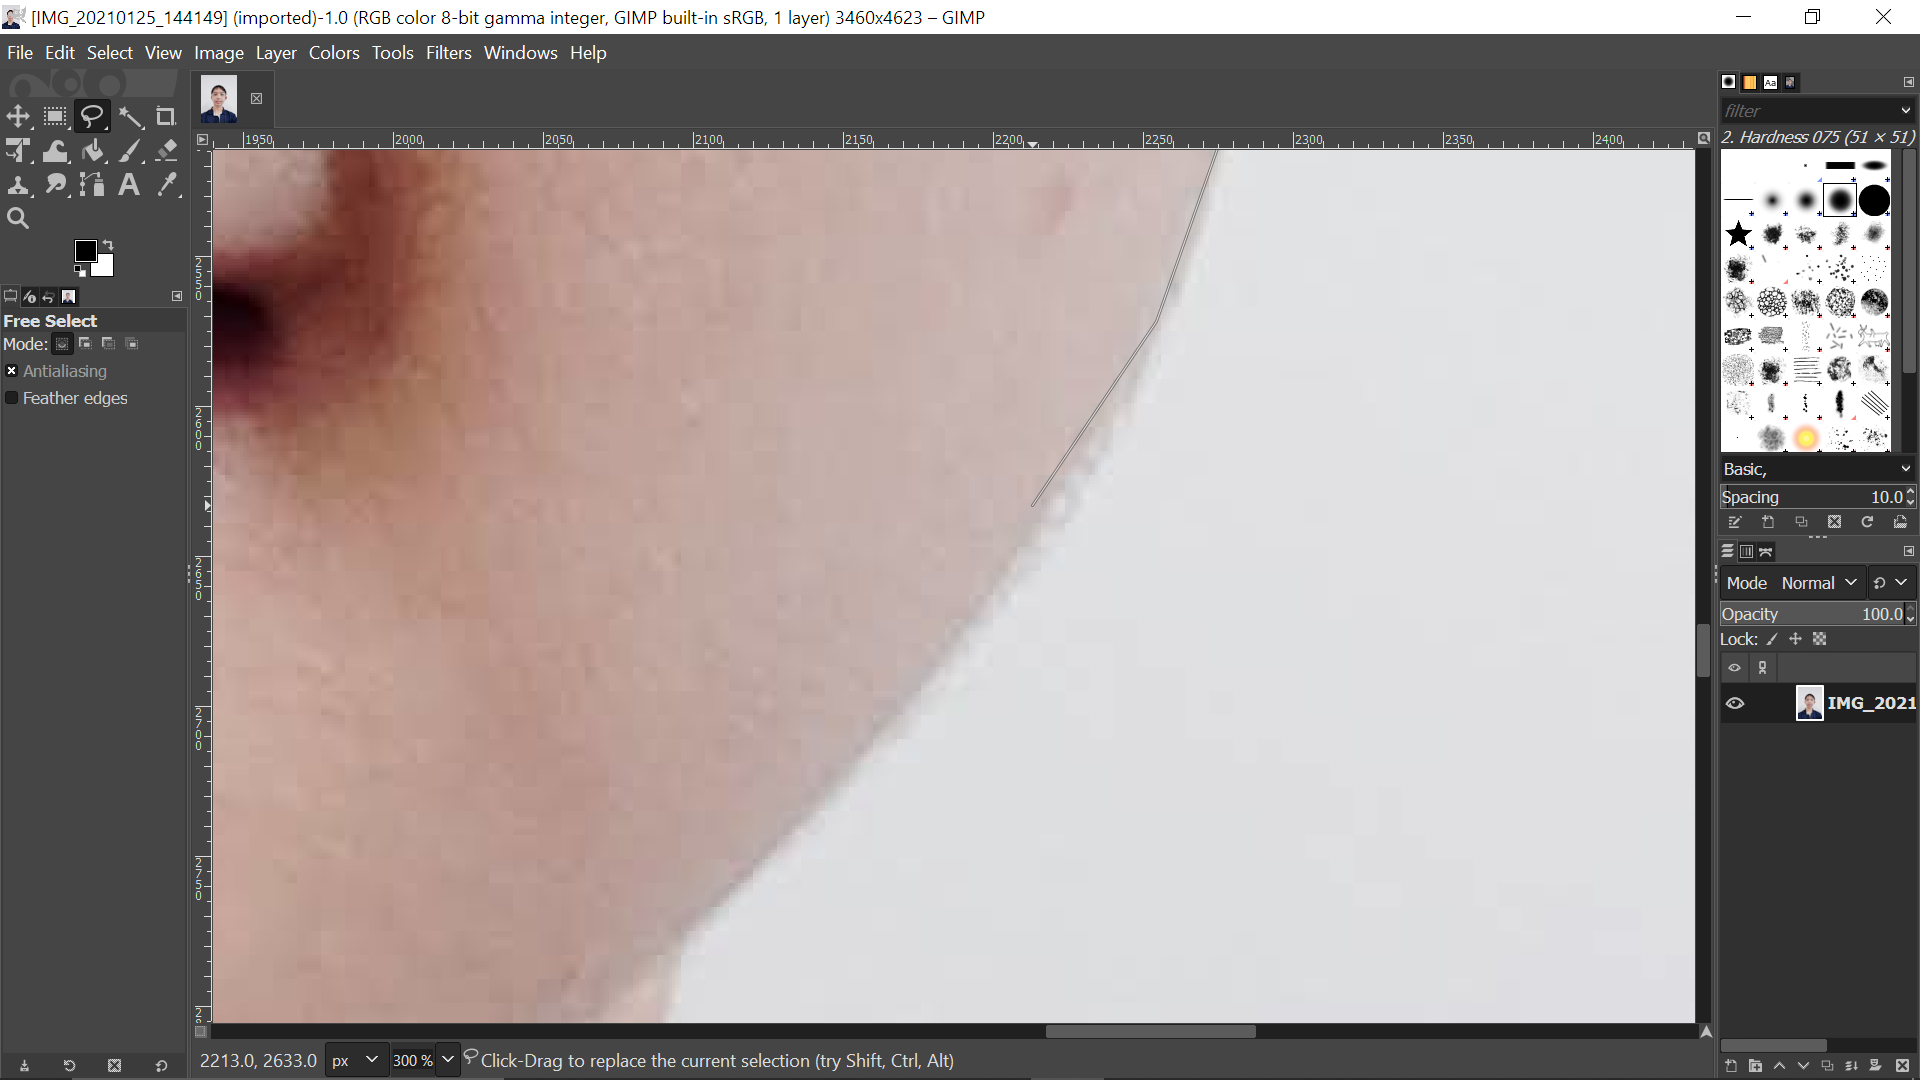 [IMG_20210125_144149] (imported)-1.0 (RGB color 8-bit gamma integer, GIMP built-in sRGB, 1 layer) 3460x4623 – GIMP
File Edit Select View Image Layer Colors Tools Filters Windows Help
Aa
filter
2. Hardness 075 (51 × 51)
1950 2000 2050 2100 2150 2200 2250 2300 2350 2400
2550
2600
2650
2700
2750
28
Free Select
Mode:
Antialiasing
Feather edges
Basic,
Spacing 10.0
Mode Normal
Opacity 100.0
Lock:
IMG_2021
2213.0, 2633.0 px 300 % Click-Drag to replace the current selection (try Shift, Ctrl, Alt)